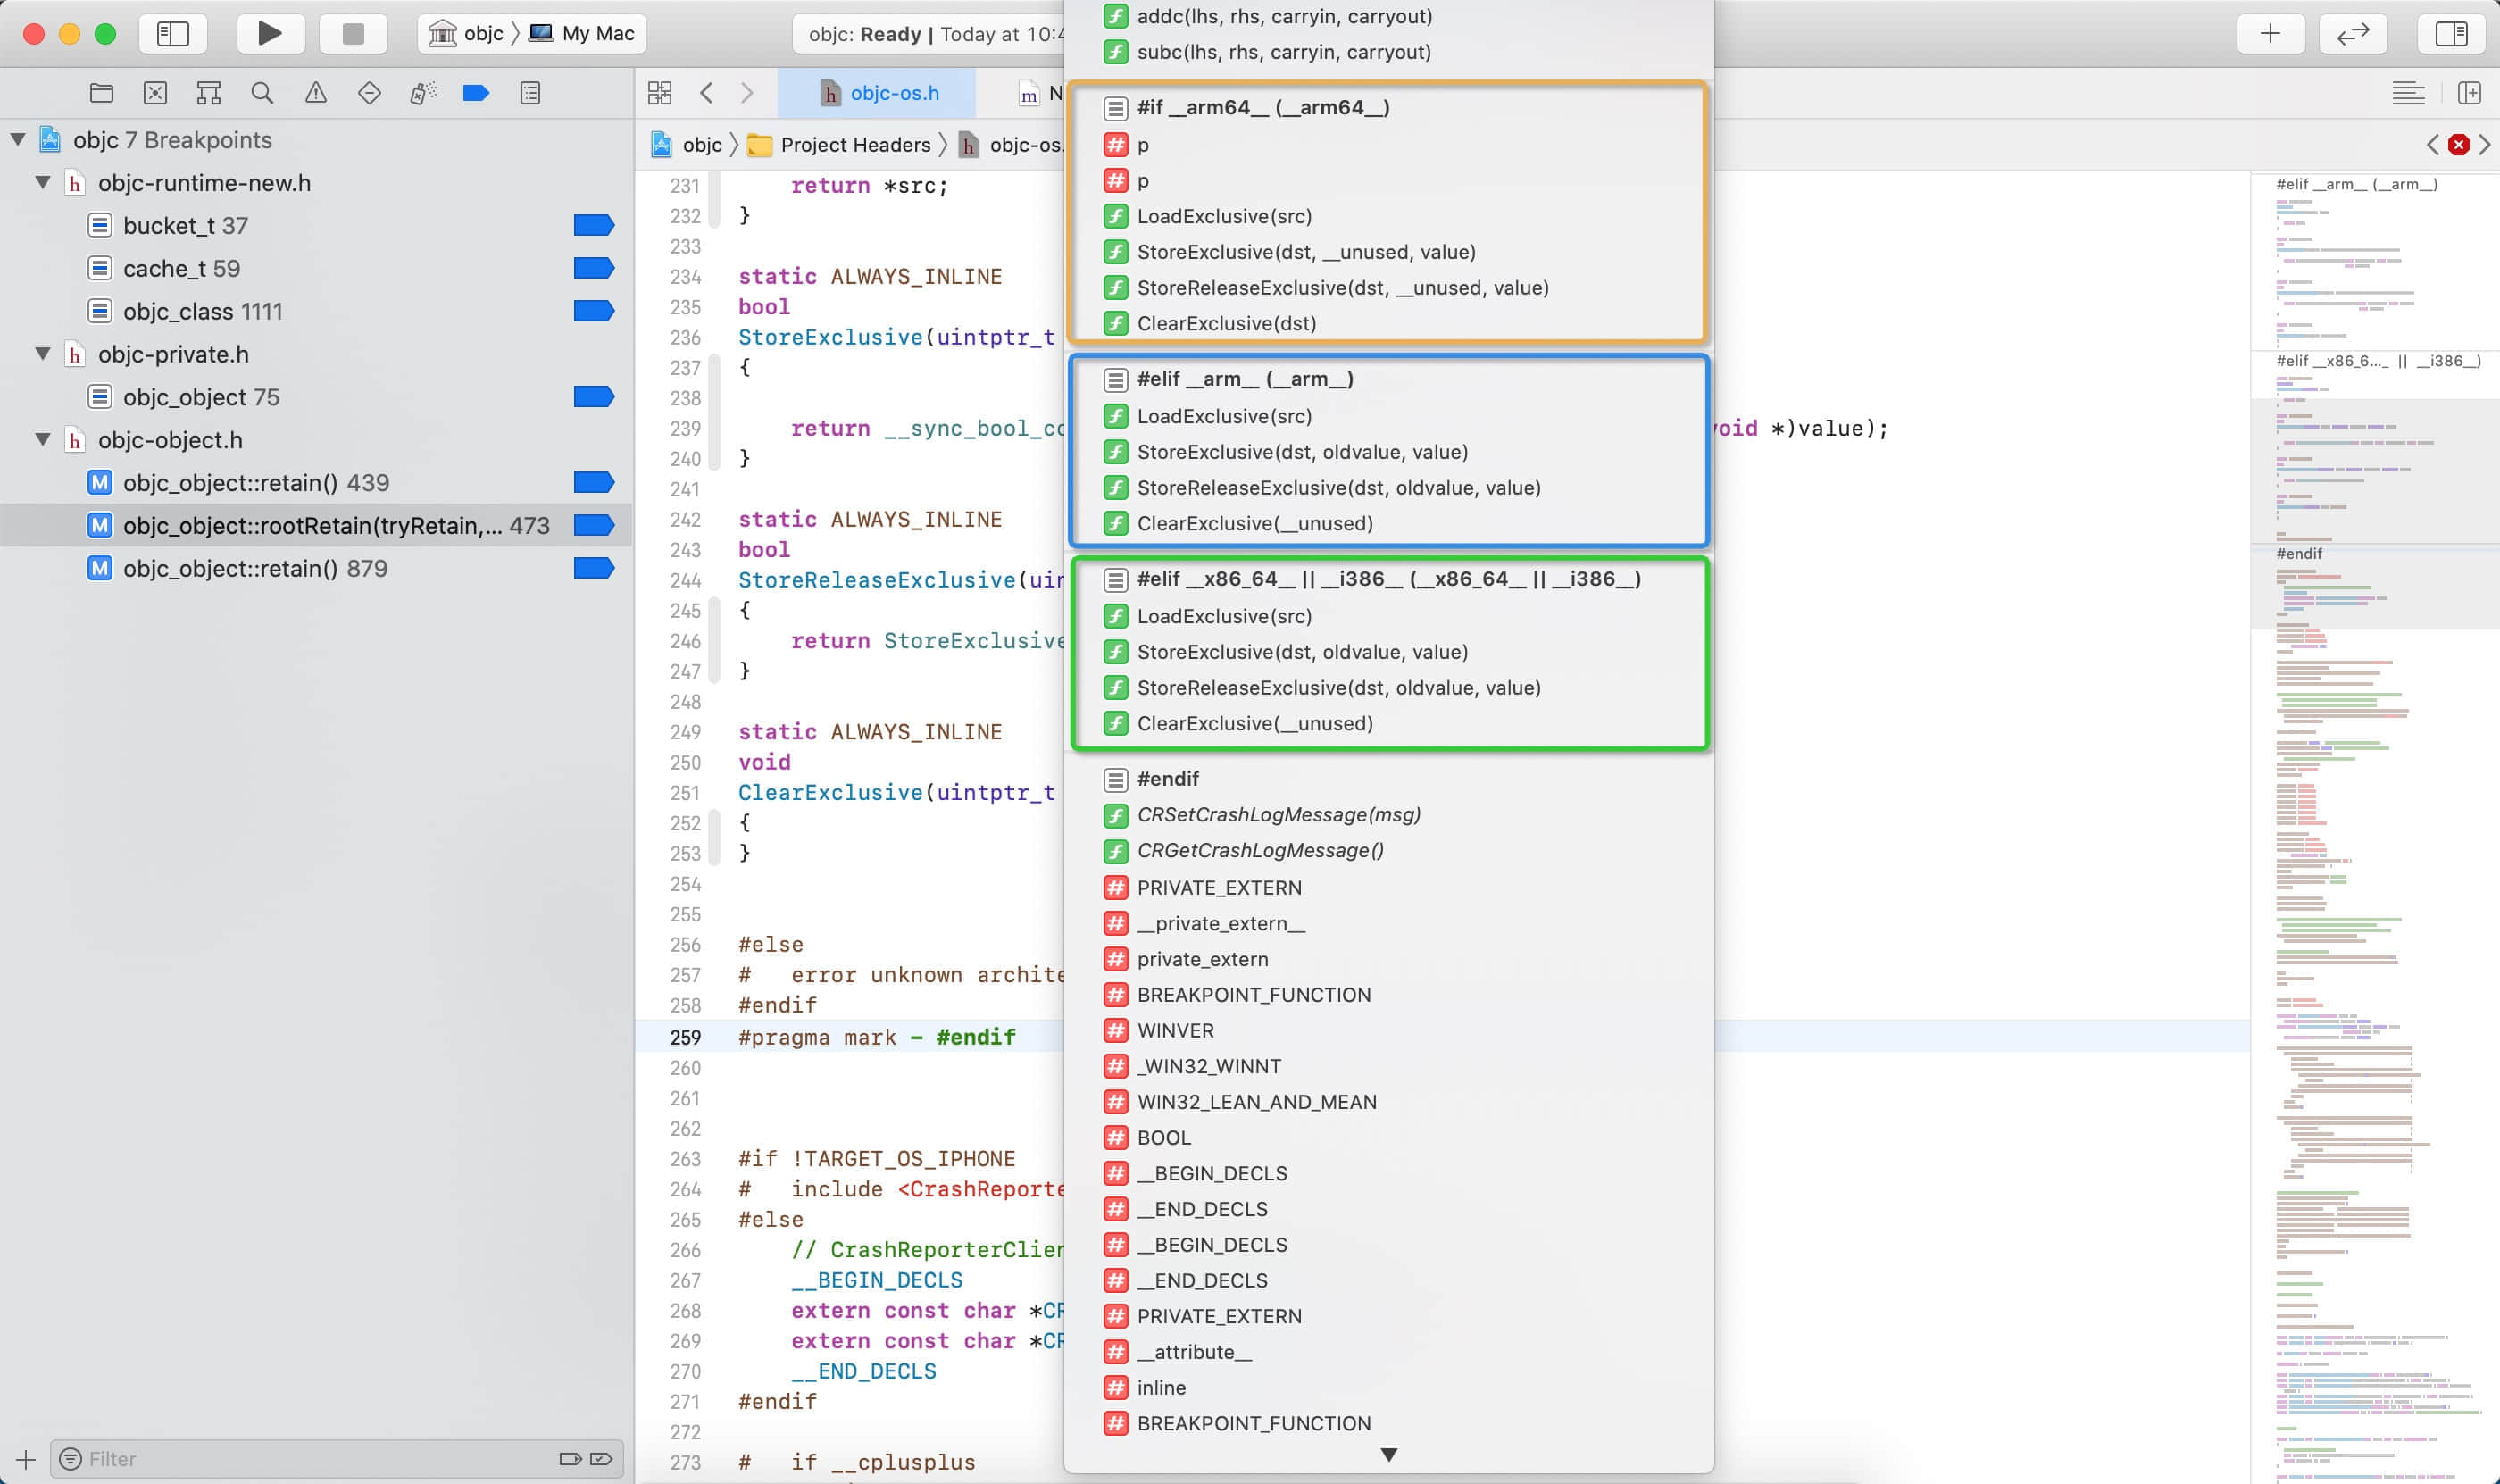 objc 〉 My Mac
objc: Ready | Today at 10:4
objc 7 Breakpoints
objc-runtime-new.h
bucket_t 37
cache_t 59
objc_class 1111
objc-private.h
objc_object 75
objc-object.h
objc_object::retain() 439
objc_object::rootRetain(tryRetain,... 473
objc_object::retain() 879
Filter
objc-os.h
N
objc 〉 Project Headers 〉 objc-os.
231 return *src;
232 }
233
234 static ALWAYS_INLINE
235 bool
236 StoreExclusive(uintptr_t
237 {
238
239 return __sync_bool_co void *)value);
240 }
241
242 static ALWAYS_INLINE
243 bool
244 StoreReleaseExclusive(uin
245 {
246 return StoreExclusive
247 }
248
249 static ALWAYS_INLINE
250 void
251 ClearExclusive(uintptr_t
252 {
253 }
254
255
256 #else
257 # error unknown archite
258 #endif
259 #pragma mark - #endif
260
261
262
263 #if !TARGET_OS_IPHONE
264 # include <CrashReporte
265 #else
266 // CrashReporterClien
267 __BEGIN_DECLS
268 extern const char *CR
269 extern const char *CR
270 __END_DECLS
271 #endif
272
273 # if __cplusplus
addc(lhs, rhs, carryin, carryout)
subc(lhs, rhs, carryin, carryout)
#if __arm64__ (__arm64__)
# p
# p
LoadExclusive(src)
StoreExclusive(dst, __unused, value)
StoreReleaseExclusive(dst, __unused, value)
ClearExclusive(dst)
#elif __arm__ (__arm__)
LoadExclusive(src)
StoreExclusive(dst, oldvalue, value)
StoreReleaseExclusive(dst, oldvalue, value)
ClearExclusive(__unused)
#elif __x86_64__ || __i386__ (__x86_64__ || __i386__)
LoadExclusive(src)
StoreExclusive(dst, oldvalue, value)
StoreReleaseExclusive(dst, oldvalue, value)
ClearExclusive(__unused)
#endif
CRSetCrashLogMessage(msg)
CRGetCrashLogMessage()
# PRIVATE_EXTERN
# __private_extern__
# private_extern
# BREAKPOINT_FUNCTION
# WINVER
# _WIN32_WINNT
# WIN32_LEAN_AND_MEAN
# BOOL
# __BEGIN_DECLS
# __END_DECLS
# __BEGIN_DECLS
# __END_DECLS
# PRIVATE_EXTERN
# __attribute__
# inline
# BREAKPOINT_FUNCTION
#elif __arm__ (__arm__)
#elif __x86_6..._ || __i386__)
#endif